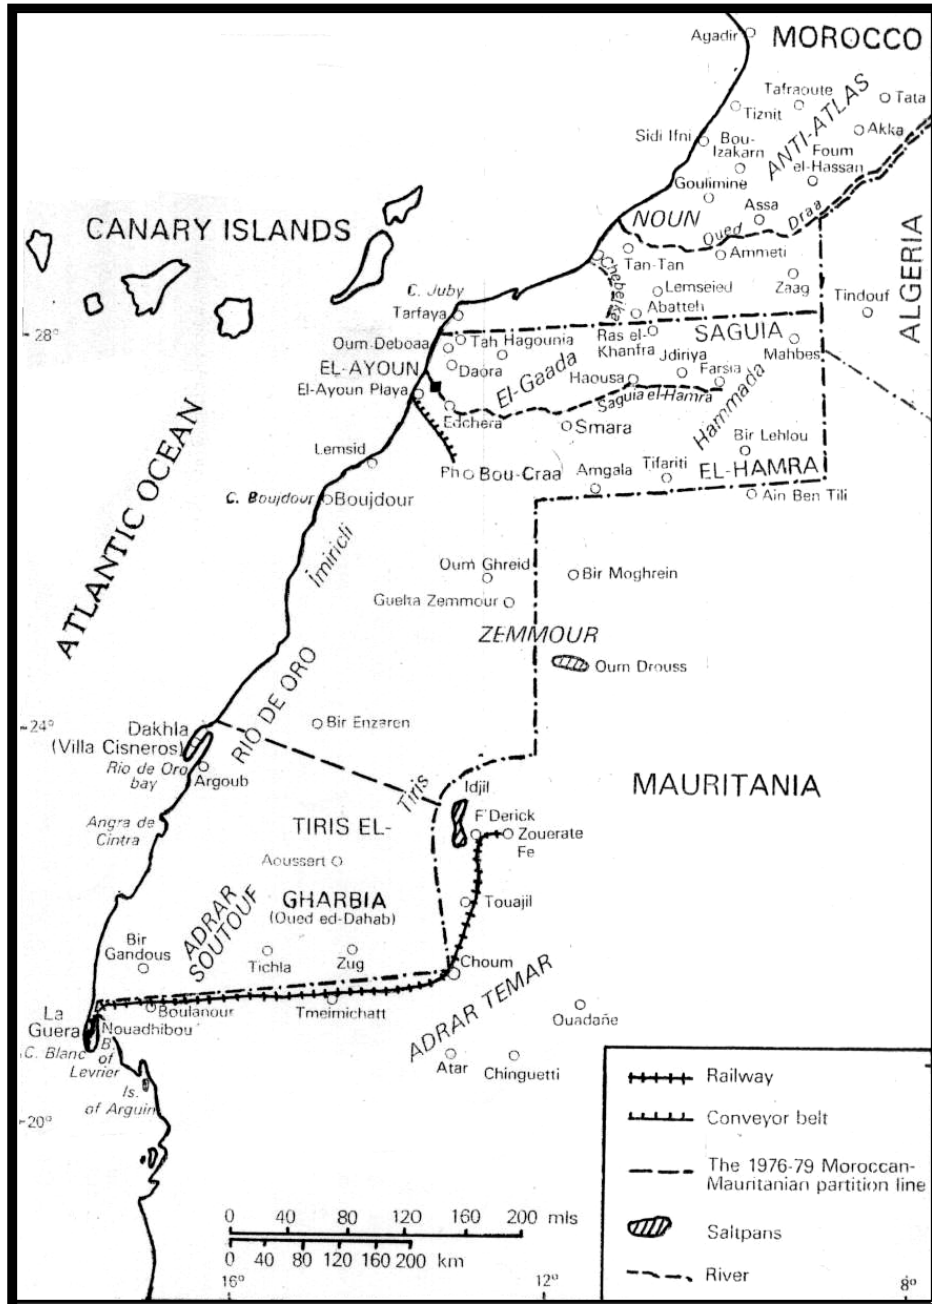 Agadir
MOROCCO
Tafraoute
Tata
Tiznit
Sidi Ifni
Bou-
Izakarn
ANTI-ATLAS
Akka
Foum
el-Hassan
Goulimine
Assa
NOUN
Oued
Draa
CANARY ISLANDS
Chebeika
Tan-Tan
Ammeti
ALGERIA
C. Juby
Lemseied
Zaag
Tindouf
Tarfaya
Abatteh
28°
Oum-Deboaa
Tah
Hagounia
Ras el-
Khanfra
SAGUIA
Mahbes
EL-AYOUN
Daora
El-Gaada
Jdiriya
Haousa
Farsia
El-Ayoun Playa
Edchera
Saguia el-Hamra
Hammada
Smara
ATLANTIC OCEAN
Lemsid
Bir Lehlou
Ph
Bou-Craa
Amgala
Tifariti
EL-HAMRA
C. Boujdour
Boujdour
Ain Ben Tili
Imiricli
Oum Ghreid
Bir Moghrein
Guelta Zemmour
ZEMMOUR
Oum Drouss
RIO DE ORO
24°
Dakhla
(Villa Cisneros)
Bir Enzaren
Rio de Oro
bay
Argoub
Tiris
Idjil
MAURITANIA
Angra de
Cintra
TIRIS EL-
F'Derick
Zouerate
Fe
Aoussert
GHARBIA
(Oued ed-Dahab)
Touajil
ADRAR
SOUTOUF
Bir
Gandous
Tichla
Zug
Choum
La
Guera
Nouadhibou
Boulanour
Tmeimichatt
ADRAR TEMAR
Ouadañe
C. Blanc
B.
of
Levrier
Atar
Chinguetti
Is.
of Arguin
20°
Railway
Conveyor belt
The 1976-79 Moroccan-
Mauritanian partition line
Saltpans
River
0 40 80 120 160 200 mls
0 40 80 120 160 200 km
16°
12°
8°